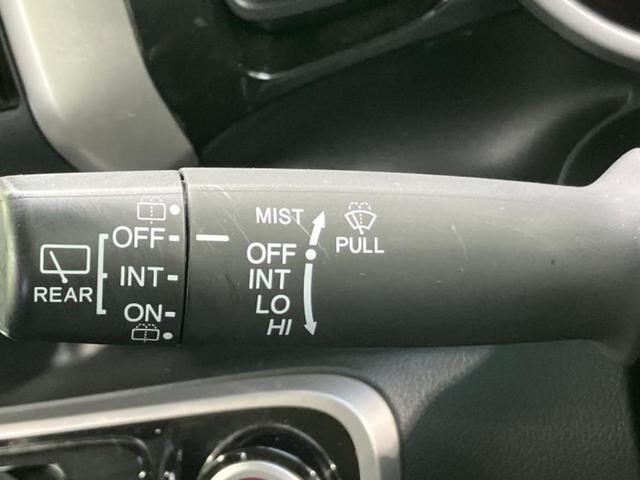 REAR
OFF
INT
ON
MIST
OFF
INT
LO
HI
PULL